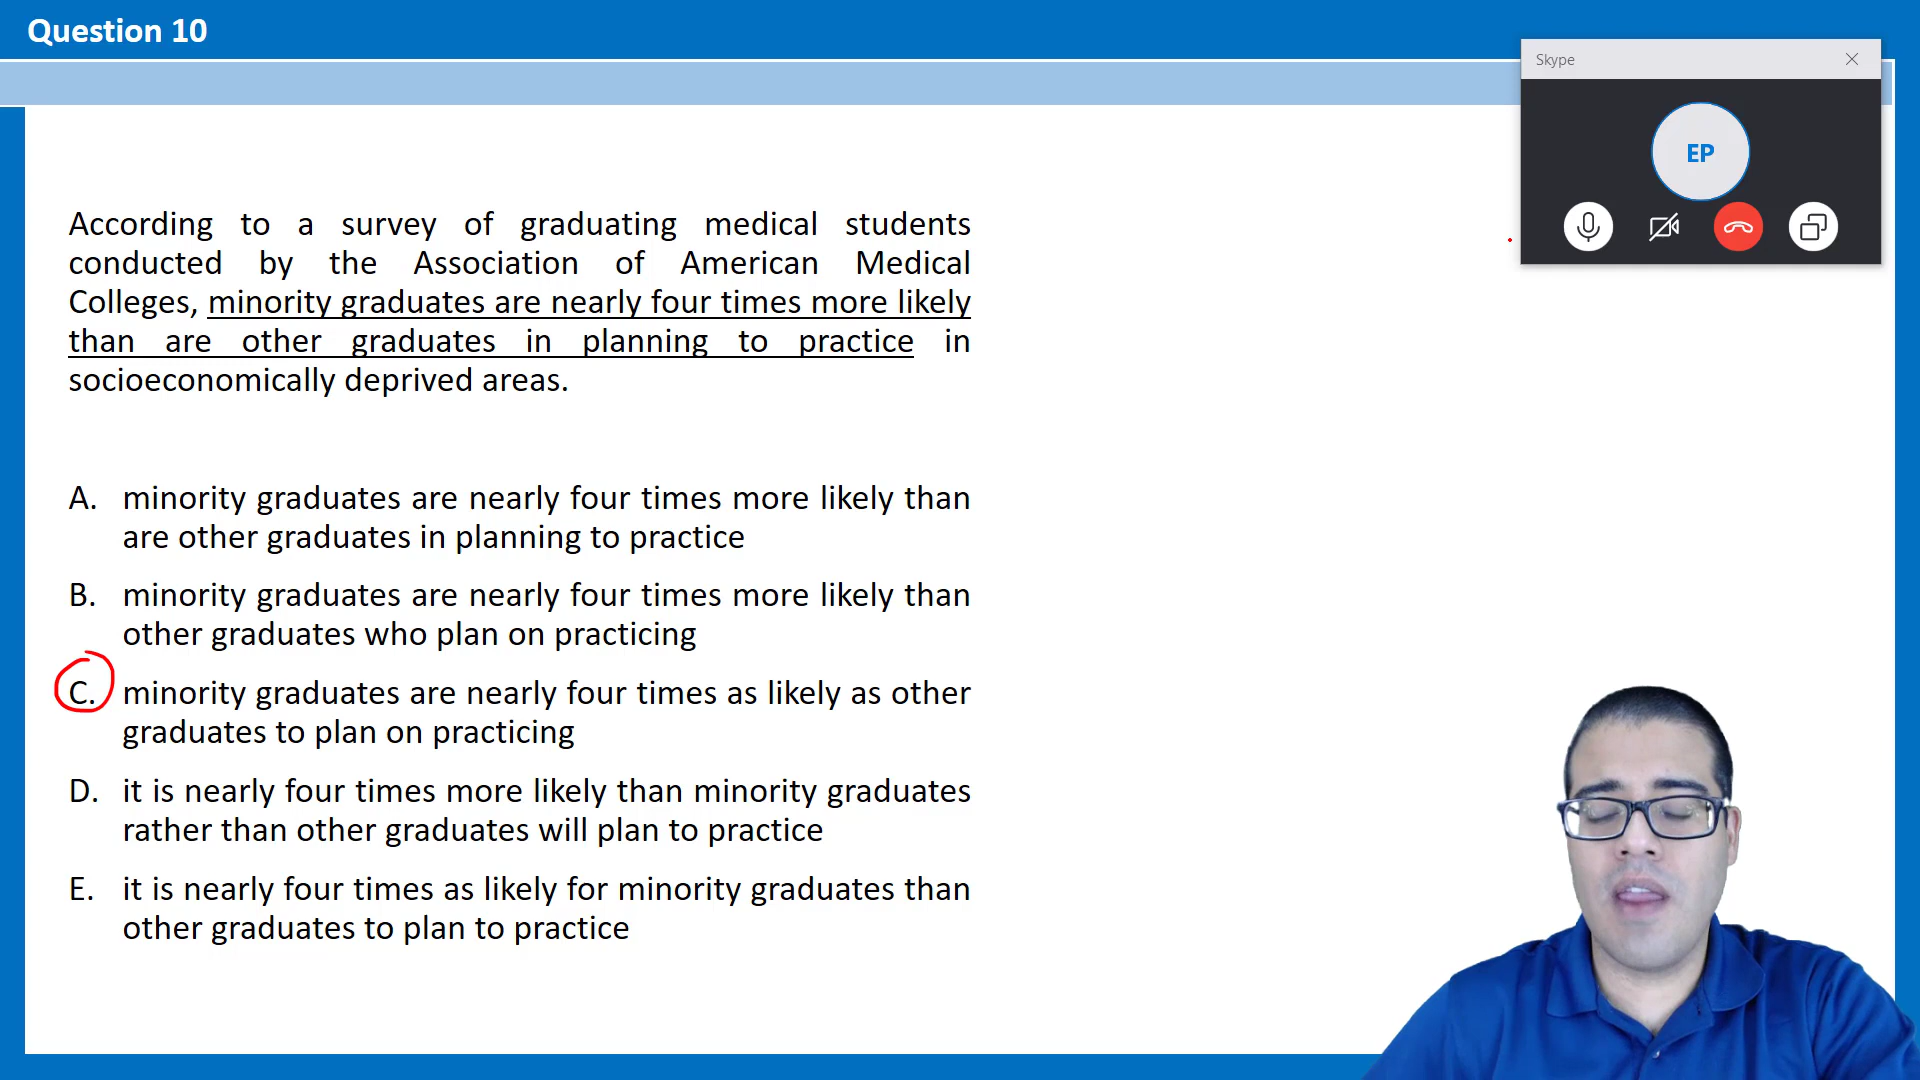 Question 10
Skype
EP
According to a survey of graduating medical students
conducted by the Association of American Medical
Colleges, minority graduates are nearly four times more likely
than are other graduates in planning to practice in
socioeconomically deprived areas.
A. minority graduates are nearly four times more likely than
are other graduates in planning to practice
B. minority graduates are nearly four times more likely than
other graduates who plan on practicing
C. minority graduates are nearly four times as likely as other
graduates to plan on practicing
D. it is nearly four times more likely than minority graduates
rather than other graduates will plan to practice
E. it is nearly four times as likely for minority graduates than
other graduates to plan to practice